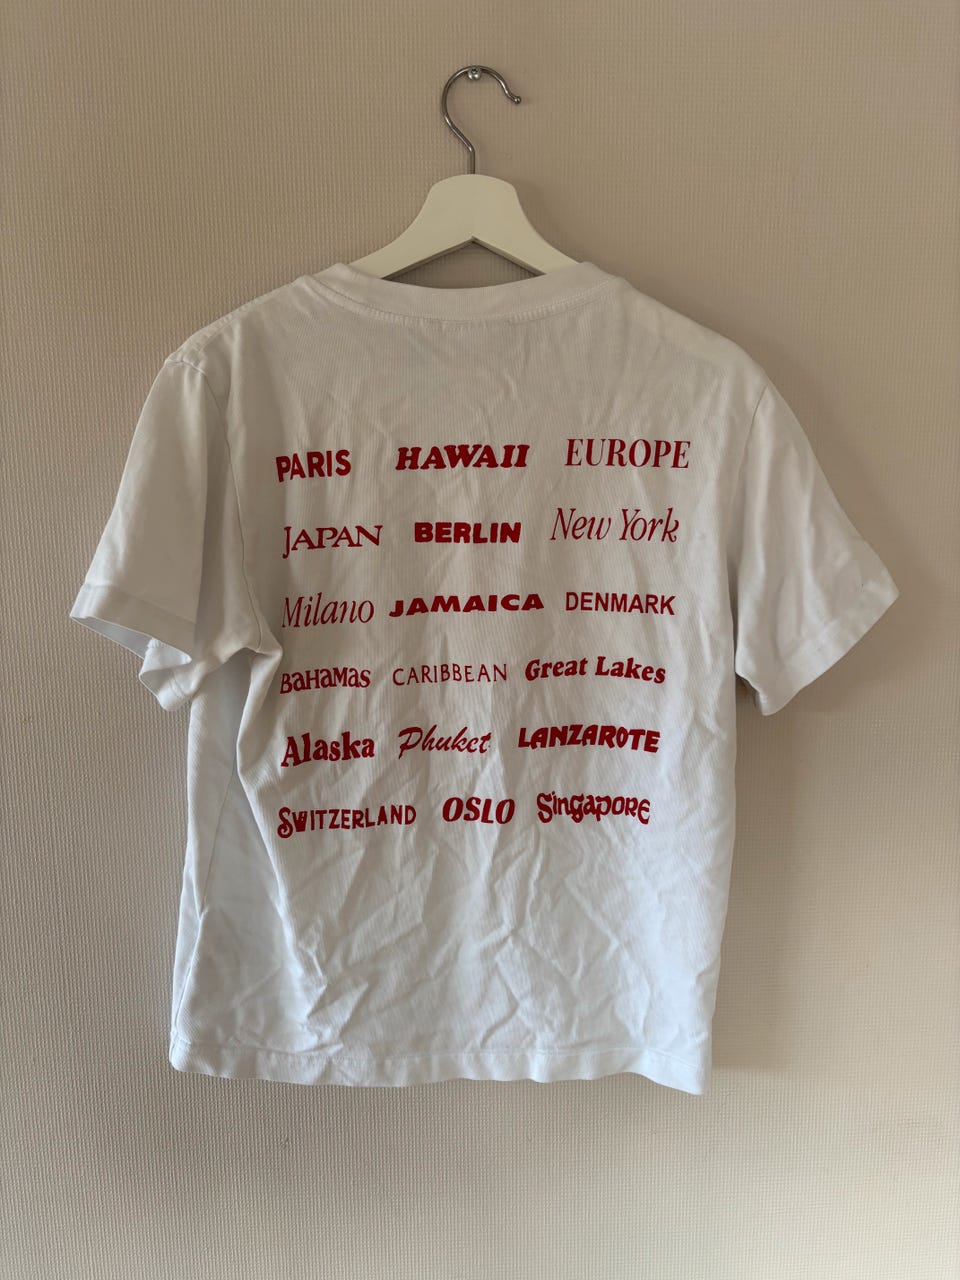 PARIS HAWAII EUROPE
JAPAN BERLIN New York
Milano JAMAICA DENMARK
BaHamas CARIBBEAN Great Lakes
Alaska Phuket LANZAROTE
SWITZERLAND OSLO SingapORE